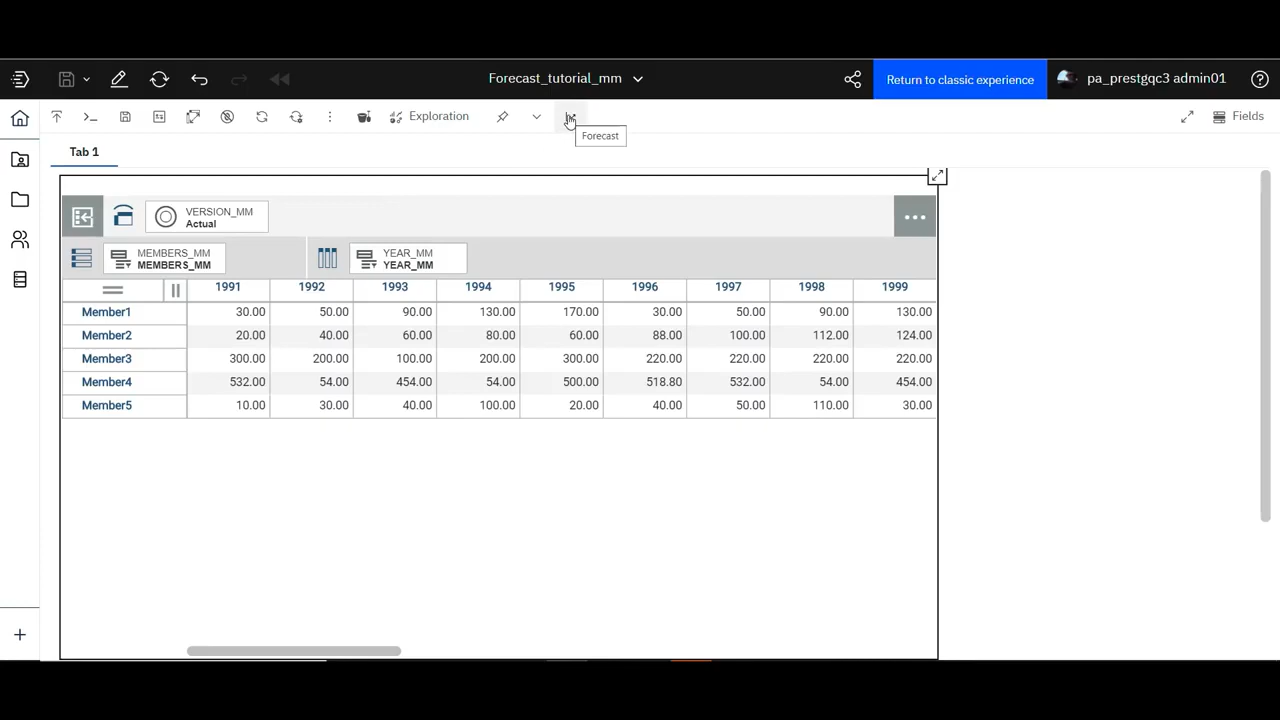 Forecast_tutorial_mm
Return to classic experience
pa_prestgqc3 admin01
Exploration
Forecast
Fields
Tab 1
VERSION_MM
Actual
MEMBERS_MM
MEMBERS_MM
YEAR_MM
YEAR_MM
1991 1992 1993 1994 1995 1996 1997 1998 1999
Member1 30.00 50.00 90.00 130.00 170.00 30.00 50.00 90.00 130.00
Member2 20.00 40.00 60.00 80.00 60.00 88.00 100.00 112.00 124.00
Member3 300.00 200.00 100.00 200.00 300.00 220.00 220.00 220.00 220.00
Member4 532.00 54.00 454.00 54.00 500.00 518.80 532.00 54.00 454.00
Member5 10.00 30.00 40.00 100.00 20.00 40.00 50.00 110.00 30.00